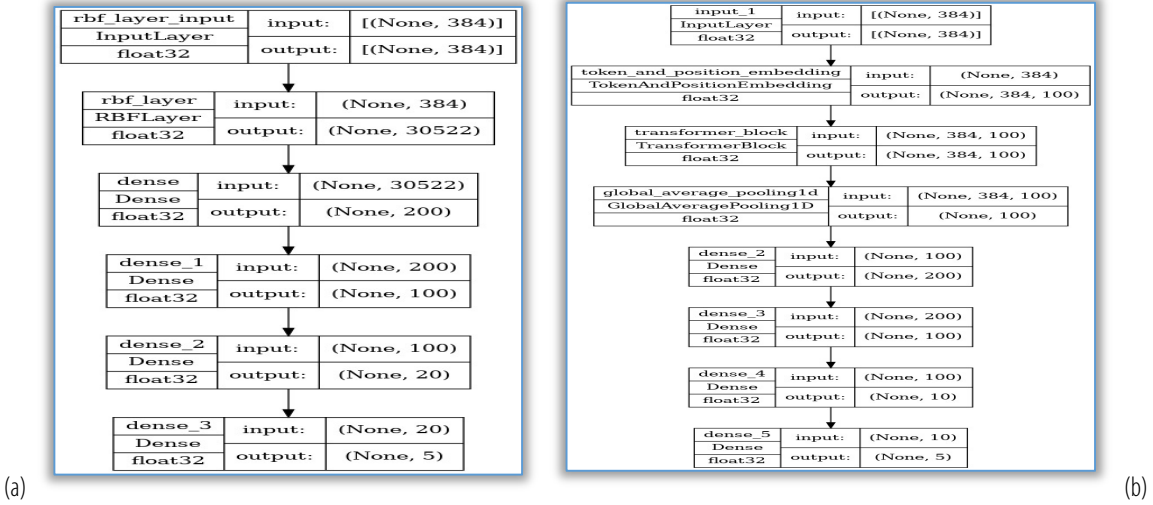 rbf_layer_input input: [(None, 384)]
InputLayer
float32 output: [(None, 384)]
rbf_layer input: (None, 384)
RBFLayer
float32 output: (None, 30522)
dense input: (None, 30522)
Dense
float32 output: (None, 200)
dense_1 input: (None, 200)
Dense
float32 output: (None, 100)
dense_2 input: (None, 100)
Dense
float32 output: (None, 20)
dense_3 input: (None, 20)
Dense
float32 output: (None, 5)
(a)
input_1 input: [(None, 384)]
InputLayer
float32 output: [(None, 384)]
token_and_position_embedding input: (None, 384)
TokenAndPositionEmbedding
float32 output: (None, 384, 100)
transformer_block input: (None, 384, 100)
TransformerBlock
float32 output: (None, 384, 100)
global_average_pooling1d input: (None, 384, 100)
GlobalAveragePooling1D
float32 output: (None, 100)
dense_2 input: (None, 100)
Dense
float32 output: (None, 200)
dense_3 input: (None, 200)
Dense
float32 output: (None, 100)
dense_4 input: (None, 100)
Dense
float32 output: (None, 10)
dense_5 input: (None, 10)
Dense
float32 output: (None, 5)
(b)